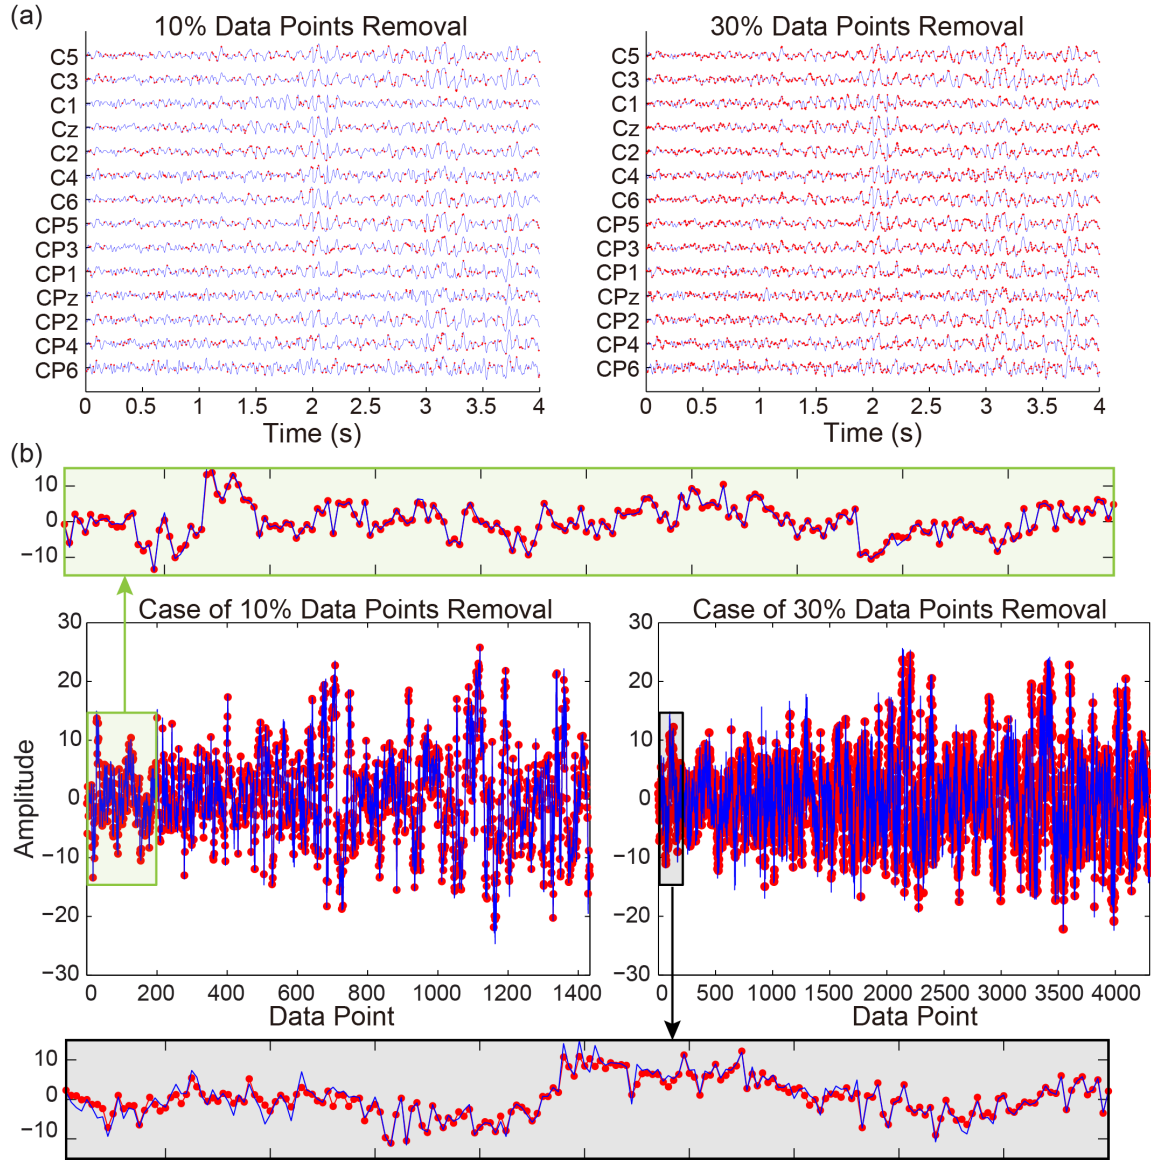 (a)
10% Data Points Removal
30% Data Points Removal
C5
C3
C1
Cz
C2
C4
C6
CP5
CP3
CP1
CPz
CP2
CP4
CP6
0 0.5 1 1.5 2 2.5 3 3.5 4
Time (s)
C5
C3
C1
Cz
C2
C4
C6
CP5
CP3
CP1
CPz
CP2
CP4
CP6
0 0.5 1 1.5 2 2.5 3 3.5 4
Time (s)
(b)
10
0
−10
Case of 10% Data Points Removal
30
20
10
0
−10
−20
−30
Amplitude
0 200 400 600 800 1000 1200 1400
Data Point
Case of 30% Data Points Removal
30
20
10
0
−10
−20
−30
0 500 1000 1500 2000 2500 3000 3500 4000
Data Point
10
0
−10